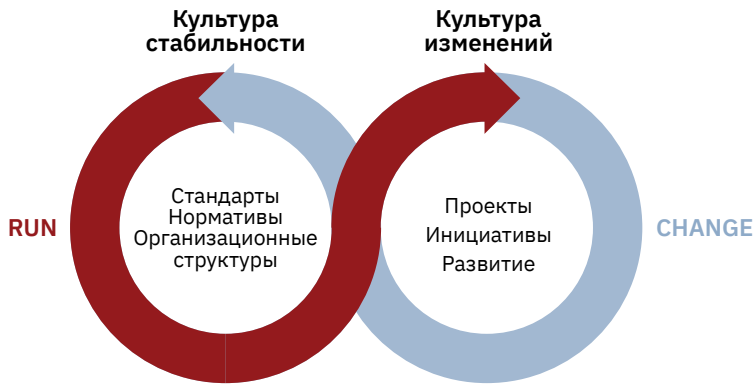 Культура
стабильности
Культура
изменений
RUN
Стандарты
Нормативы
Организационные
структуры
Проекты
Инициативы
Развитие
CHANGE